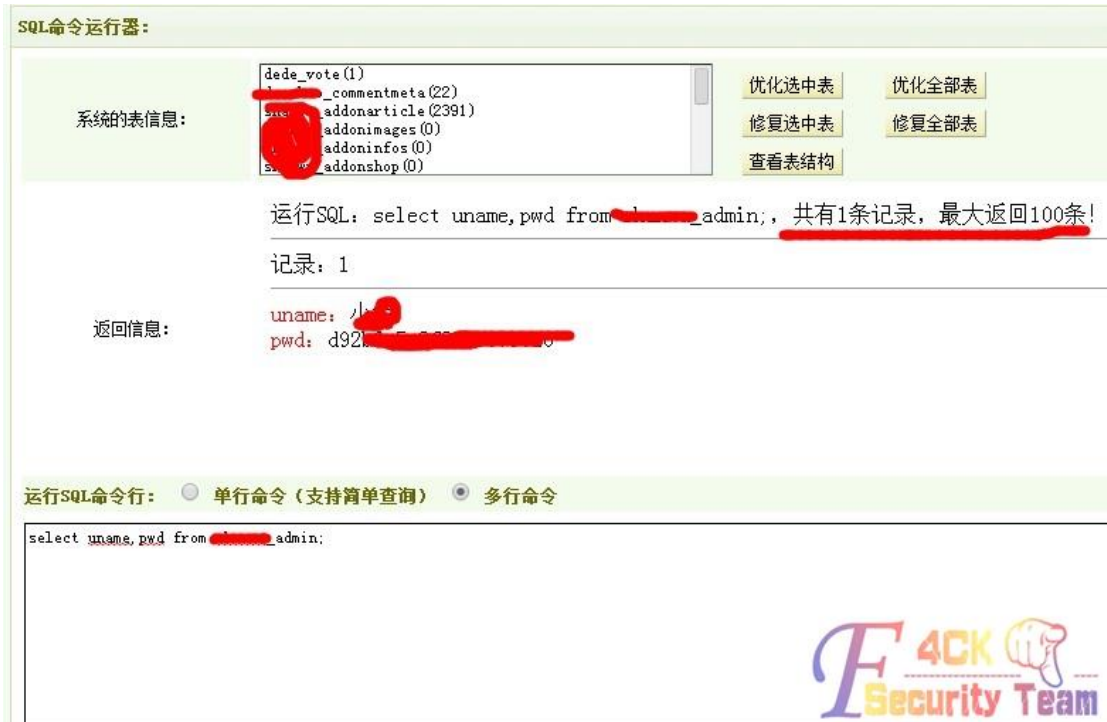 SQL命令运行器：
系统的表信息：
dede_vote(1)
_commentmeta(22)
_addonarticle(2391)
_addonimages(0)
addoninfos(0)
_addonshop(0)
优化选中表 优化全部表
修复选中表 修复全部表
查看表结构
返回信息：
运行SQL：select uname,pwd from _admin;，共有1条记录，最大返回100条！
记录：1
uname：小
pwd：d92
运行SQL命令行： 单行命令（支持简单查询） 多行命令
select uname,pwd from _admin;
F4CK
Security Team